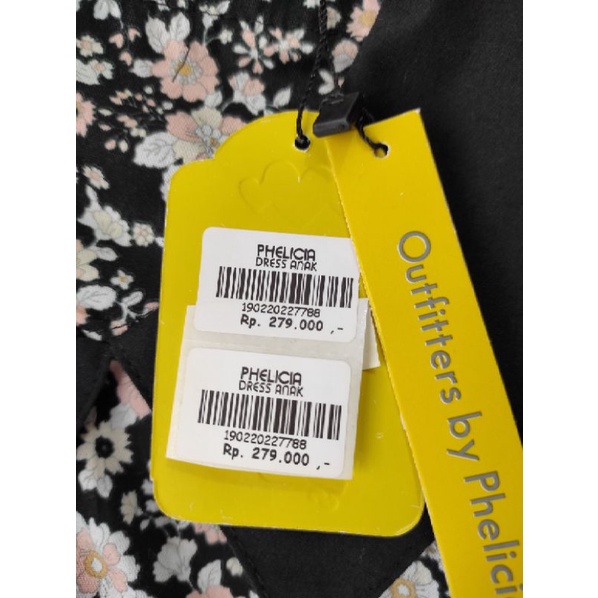 PHELICIA
DRESS ANAK
190220227788
Rp. 279.000 ,-
PHELICIA
DRESS ANAK
190220227788
Rp. 279.000 ,-
Outfitters by Phelici